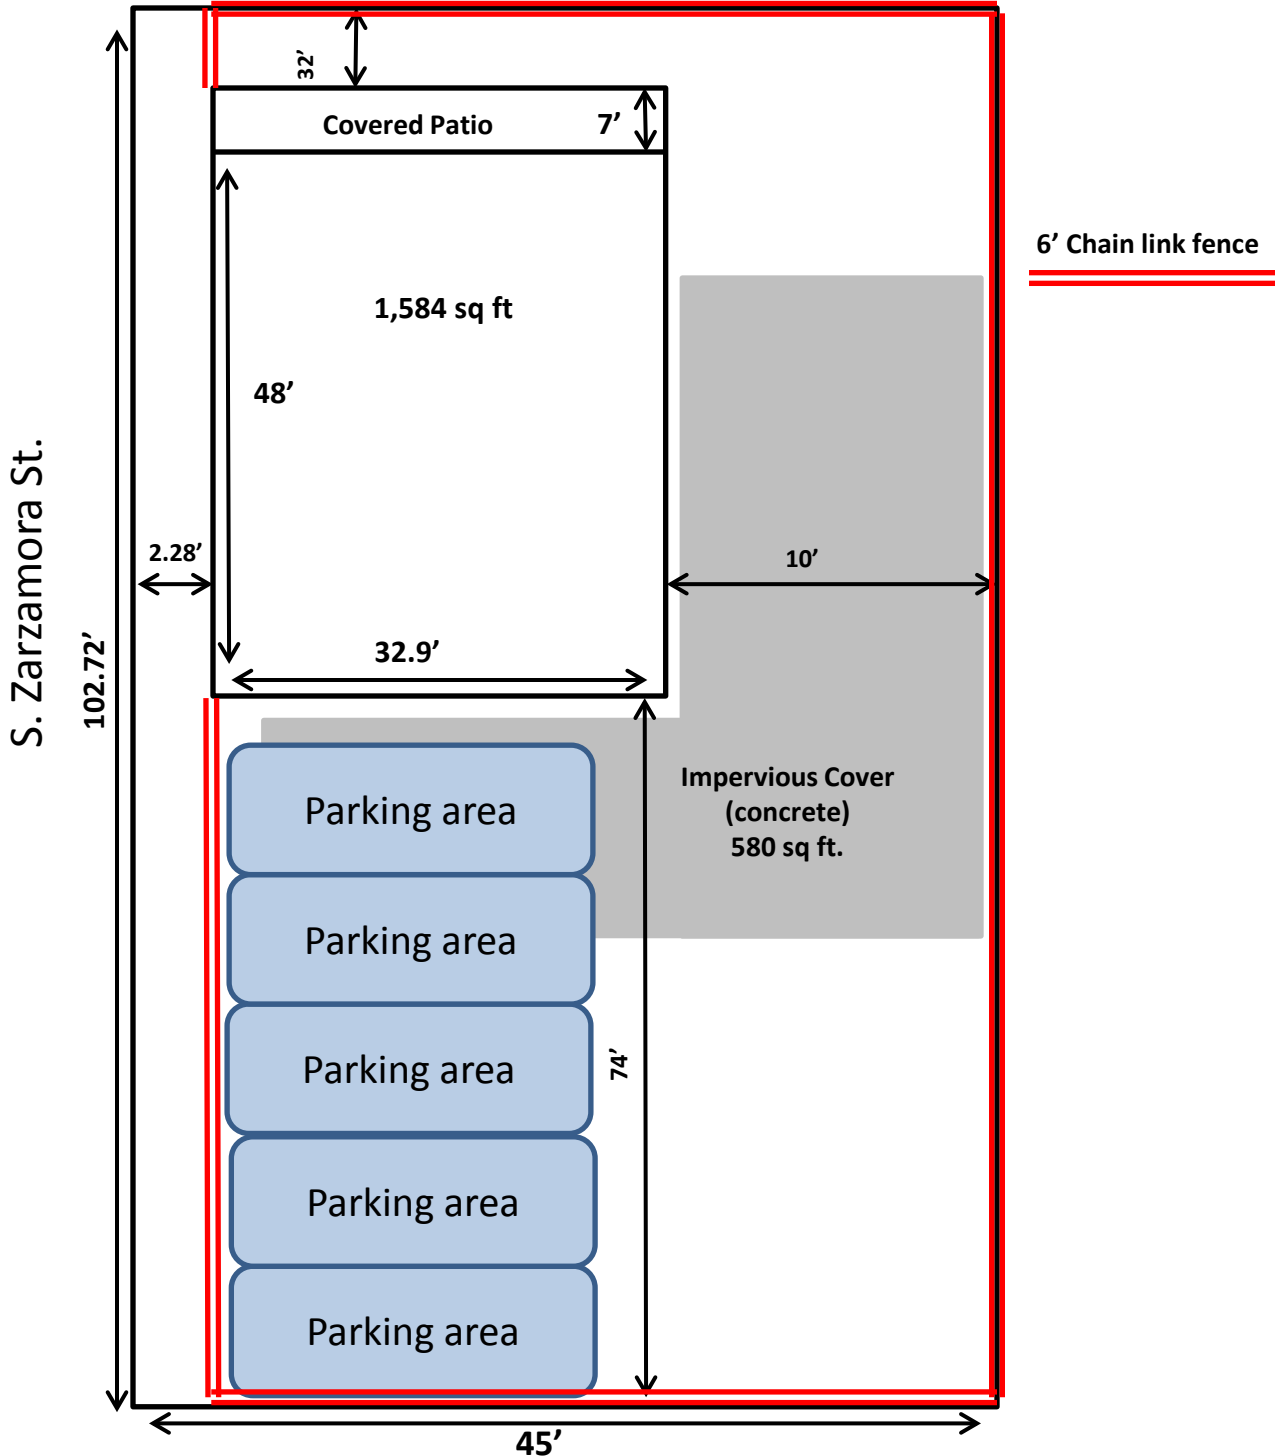 32’
Covered Patio
7’
6’ Chain link fence
1,584 sq ft
48’
S. Zarzamora St.
2.28’
10’
102.72’
32.9’
Impervious Cover
(concrete)
580 sq ft.
Parking area
Parking area
Parking area
74’
Parking area
Parking area
45’